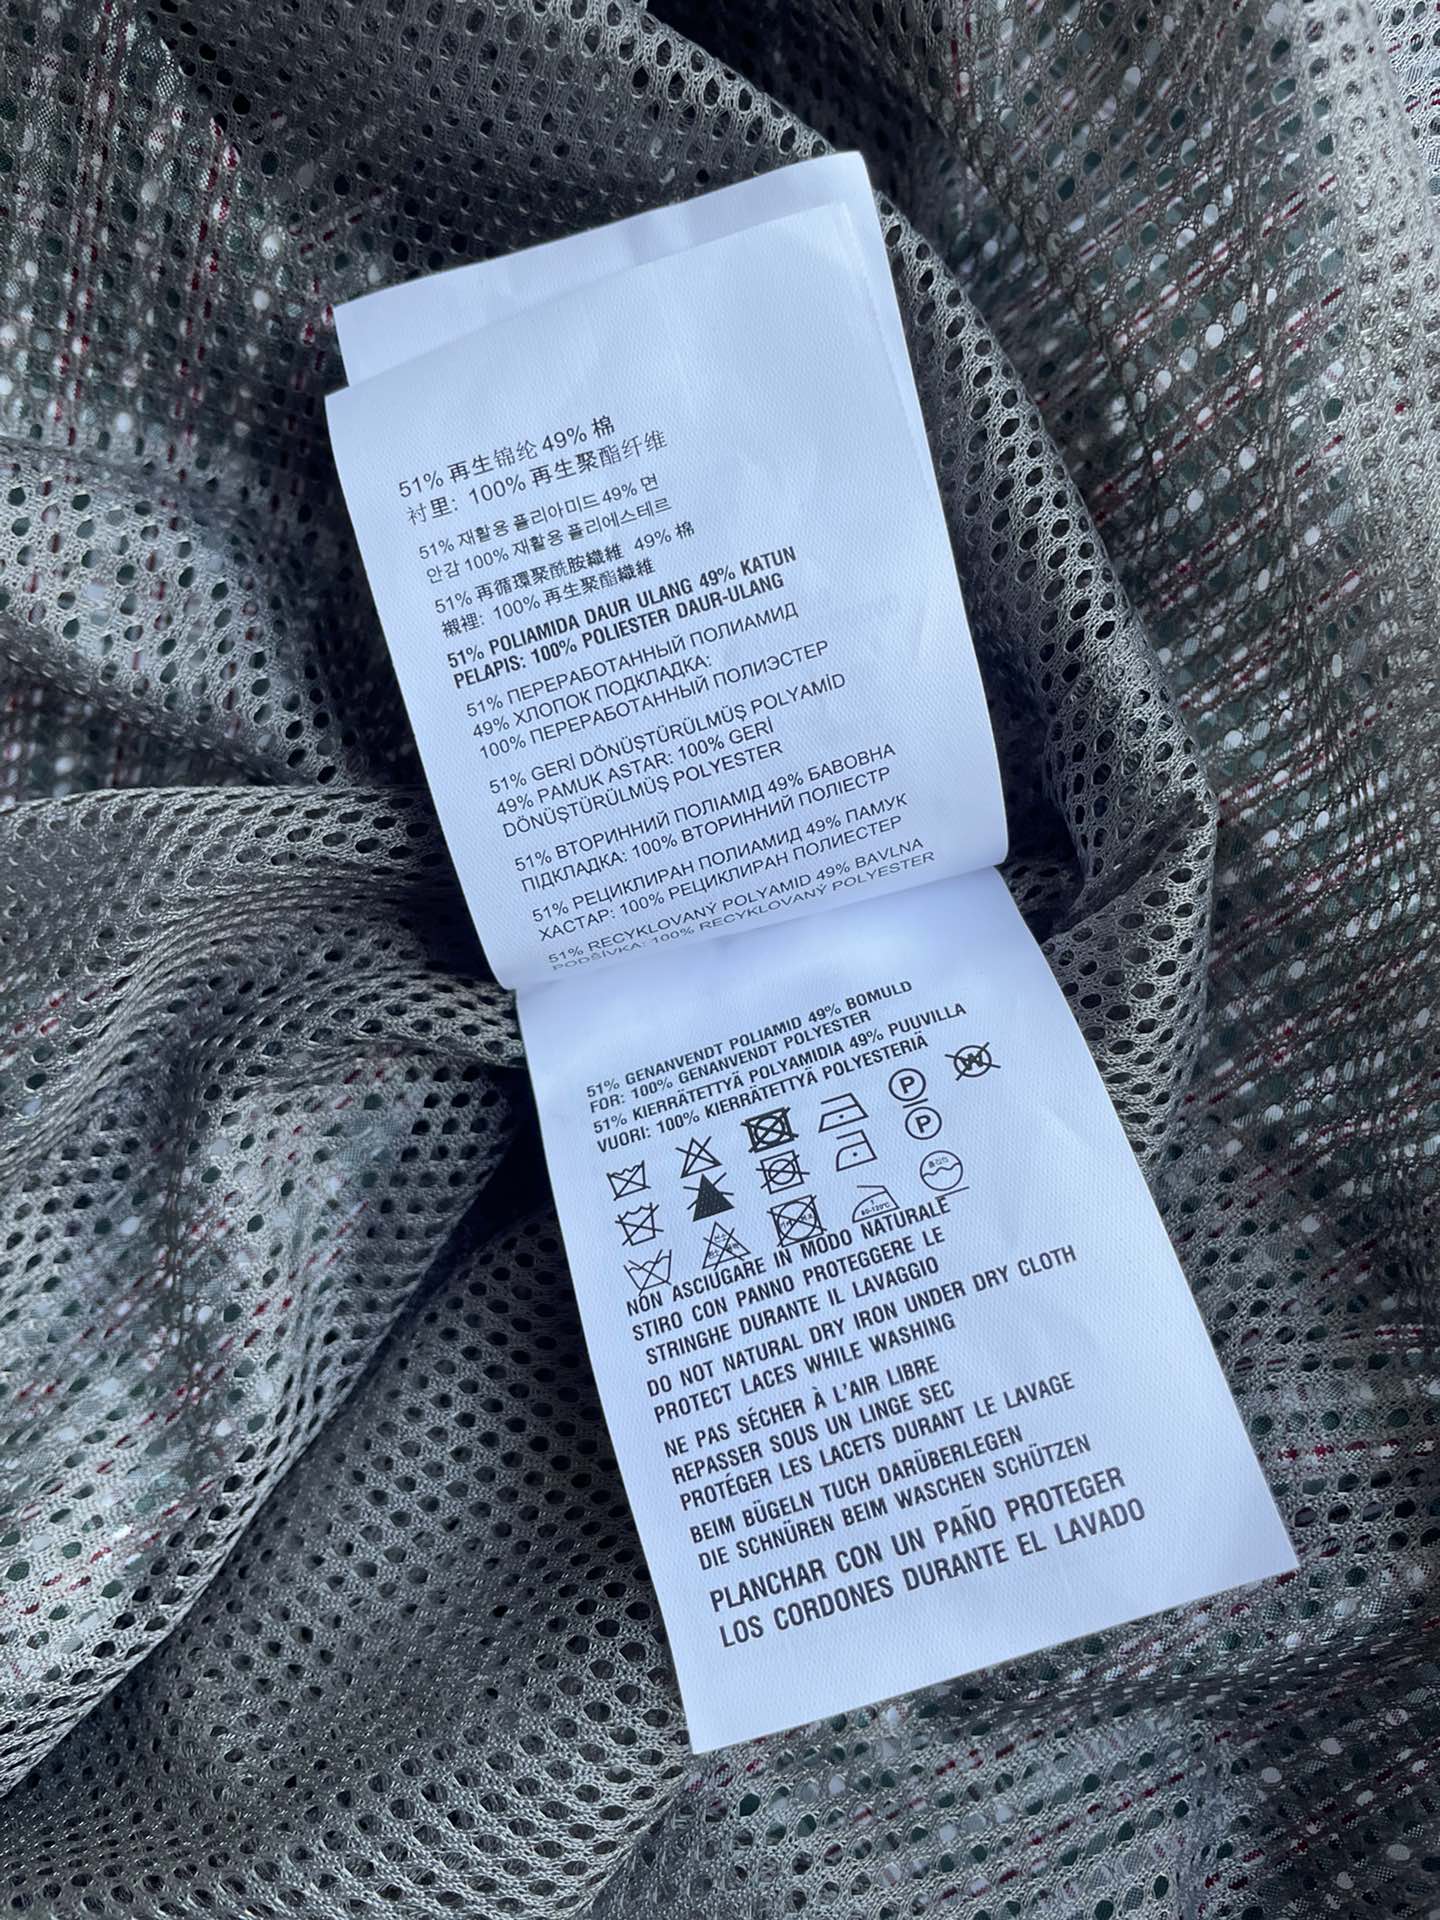 51% 再生锦纶 49% 棉
衬里: 100% 再生聚酯纤维
51% 재활용 폴리아미드 49% 면
안감 100% 재활용 폴리에스테르
51% 再循環聚酰胺纖維 49% 棉
襯裡: 100% 再生聚酯纖維
51% POLIAMIDA DAUR ULANG 49% KATUN
PELAPIS: 100% POLIESTER DAUR-ULANG
51% ПЕРЕРАБОТАННЫЙ ПОЛИАМИД
49% ХЛОПОК ПОДКЛАДКА:
100% ПЕРЕРАБОТАННЫЙ ПОЛИЭСТЕР
51% GERİ DÖNÜŞTÜRÜLMÜŞ POLYAMİD
49% PAMUK ASTAR: 100% GERİ
DÖNÜŞTÜRÜLMÜŞ POLYESTER
51% ВТОРИННИЙ ПОЛІАМІД 49% БАВОВНА
ПІДКЛАДКА: 100% ВТОРИННИЙ ПОЛІЕСТР
51% РЕЦИКЛИРАН ПОЛИАМИД 49% ПАМУК
ХАСТАР: 100% РЕЦИКЛИРАН ПОЛИЕСТЕР
51% RECYKLOVANÝ POLYAMID 49% BAVLNA
PODŠÍVKA: 100% RECYKLOVANÝ POLYESTER
51% GENANVENDT POLIAMID 49% BOMULD
FOR: 100% GENANVENDT POLYESTER
51% KIERRÄTETTYÄ POLYAMIDIA 49% PUUVILLA
VUORI: 100% KIERRÄTETTYÄ POLYESTERIÄ
P W
P
80-120℃
NON ASCIUGARE IN MODO NATURALE
STIRO CON PANNO PROTEGGERE LE
STRINGHE DURANTE IL LAVAGGIO
DO NOT NATURAL DRY IRON UNDER DRY CLOTH
PROTECT LACES WHILE WASHING
NE PAS SÉCHER À L'AIR LIBRE
REPASSER SOUS UN LINGE SEC
PROTÉGER LES LACETS DURANT LE LAVAGE
BEIM BÜGELN TUCH DARÜBERLEGEN
DIE SCHNÜREN BEIM WASCHEN SCHÜTZEN
PLANCHAR CON UN PAÑO PROTEGER
LOS CORDONES DURANTE EL LAVADO